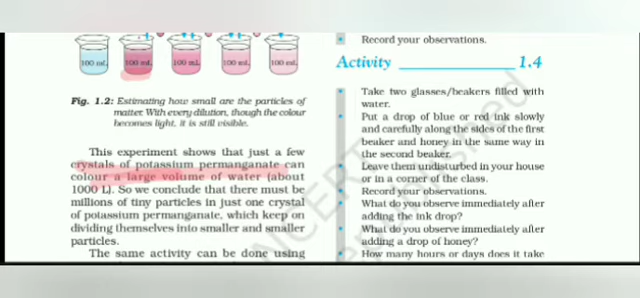 100 mL
100 mL
100 mL
100 mL
100 mL
Fig. 1.2: Estimating how small are the particles of
matter. With every dilution, though the colour
becomes light, it is still visible.
This experiment shows that just a few
crystals of potassium permanganate can
colour a large volume of water (about
1000 L). So we conclude that there must be
millions of tiny particles in just one crystal
of potassium permanganate, which keep on
dividing themselves into smaller and smaller
particles.
The same activity can be done using
• Record your observations.
Activity ____________ 1.4
• Take two glasses/beakers filled with
water.
• Put a drop of blue or red ink slowly
and carefully along the sides of the first
beaker and honey in the same way in
the second beaker.
• Leave them undisturbed in your house
or in a corner of the class.
• Record your observations.
• What do you observe immediately after
adding the ink drop?
• What do you observe immediately after
adding a drop of honey?
• How many hours or days does it take